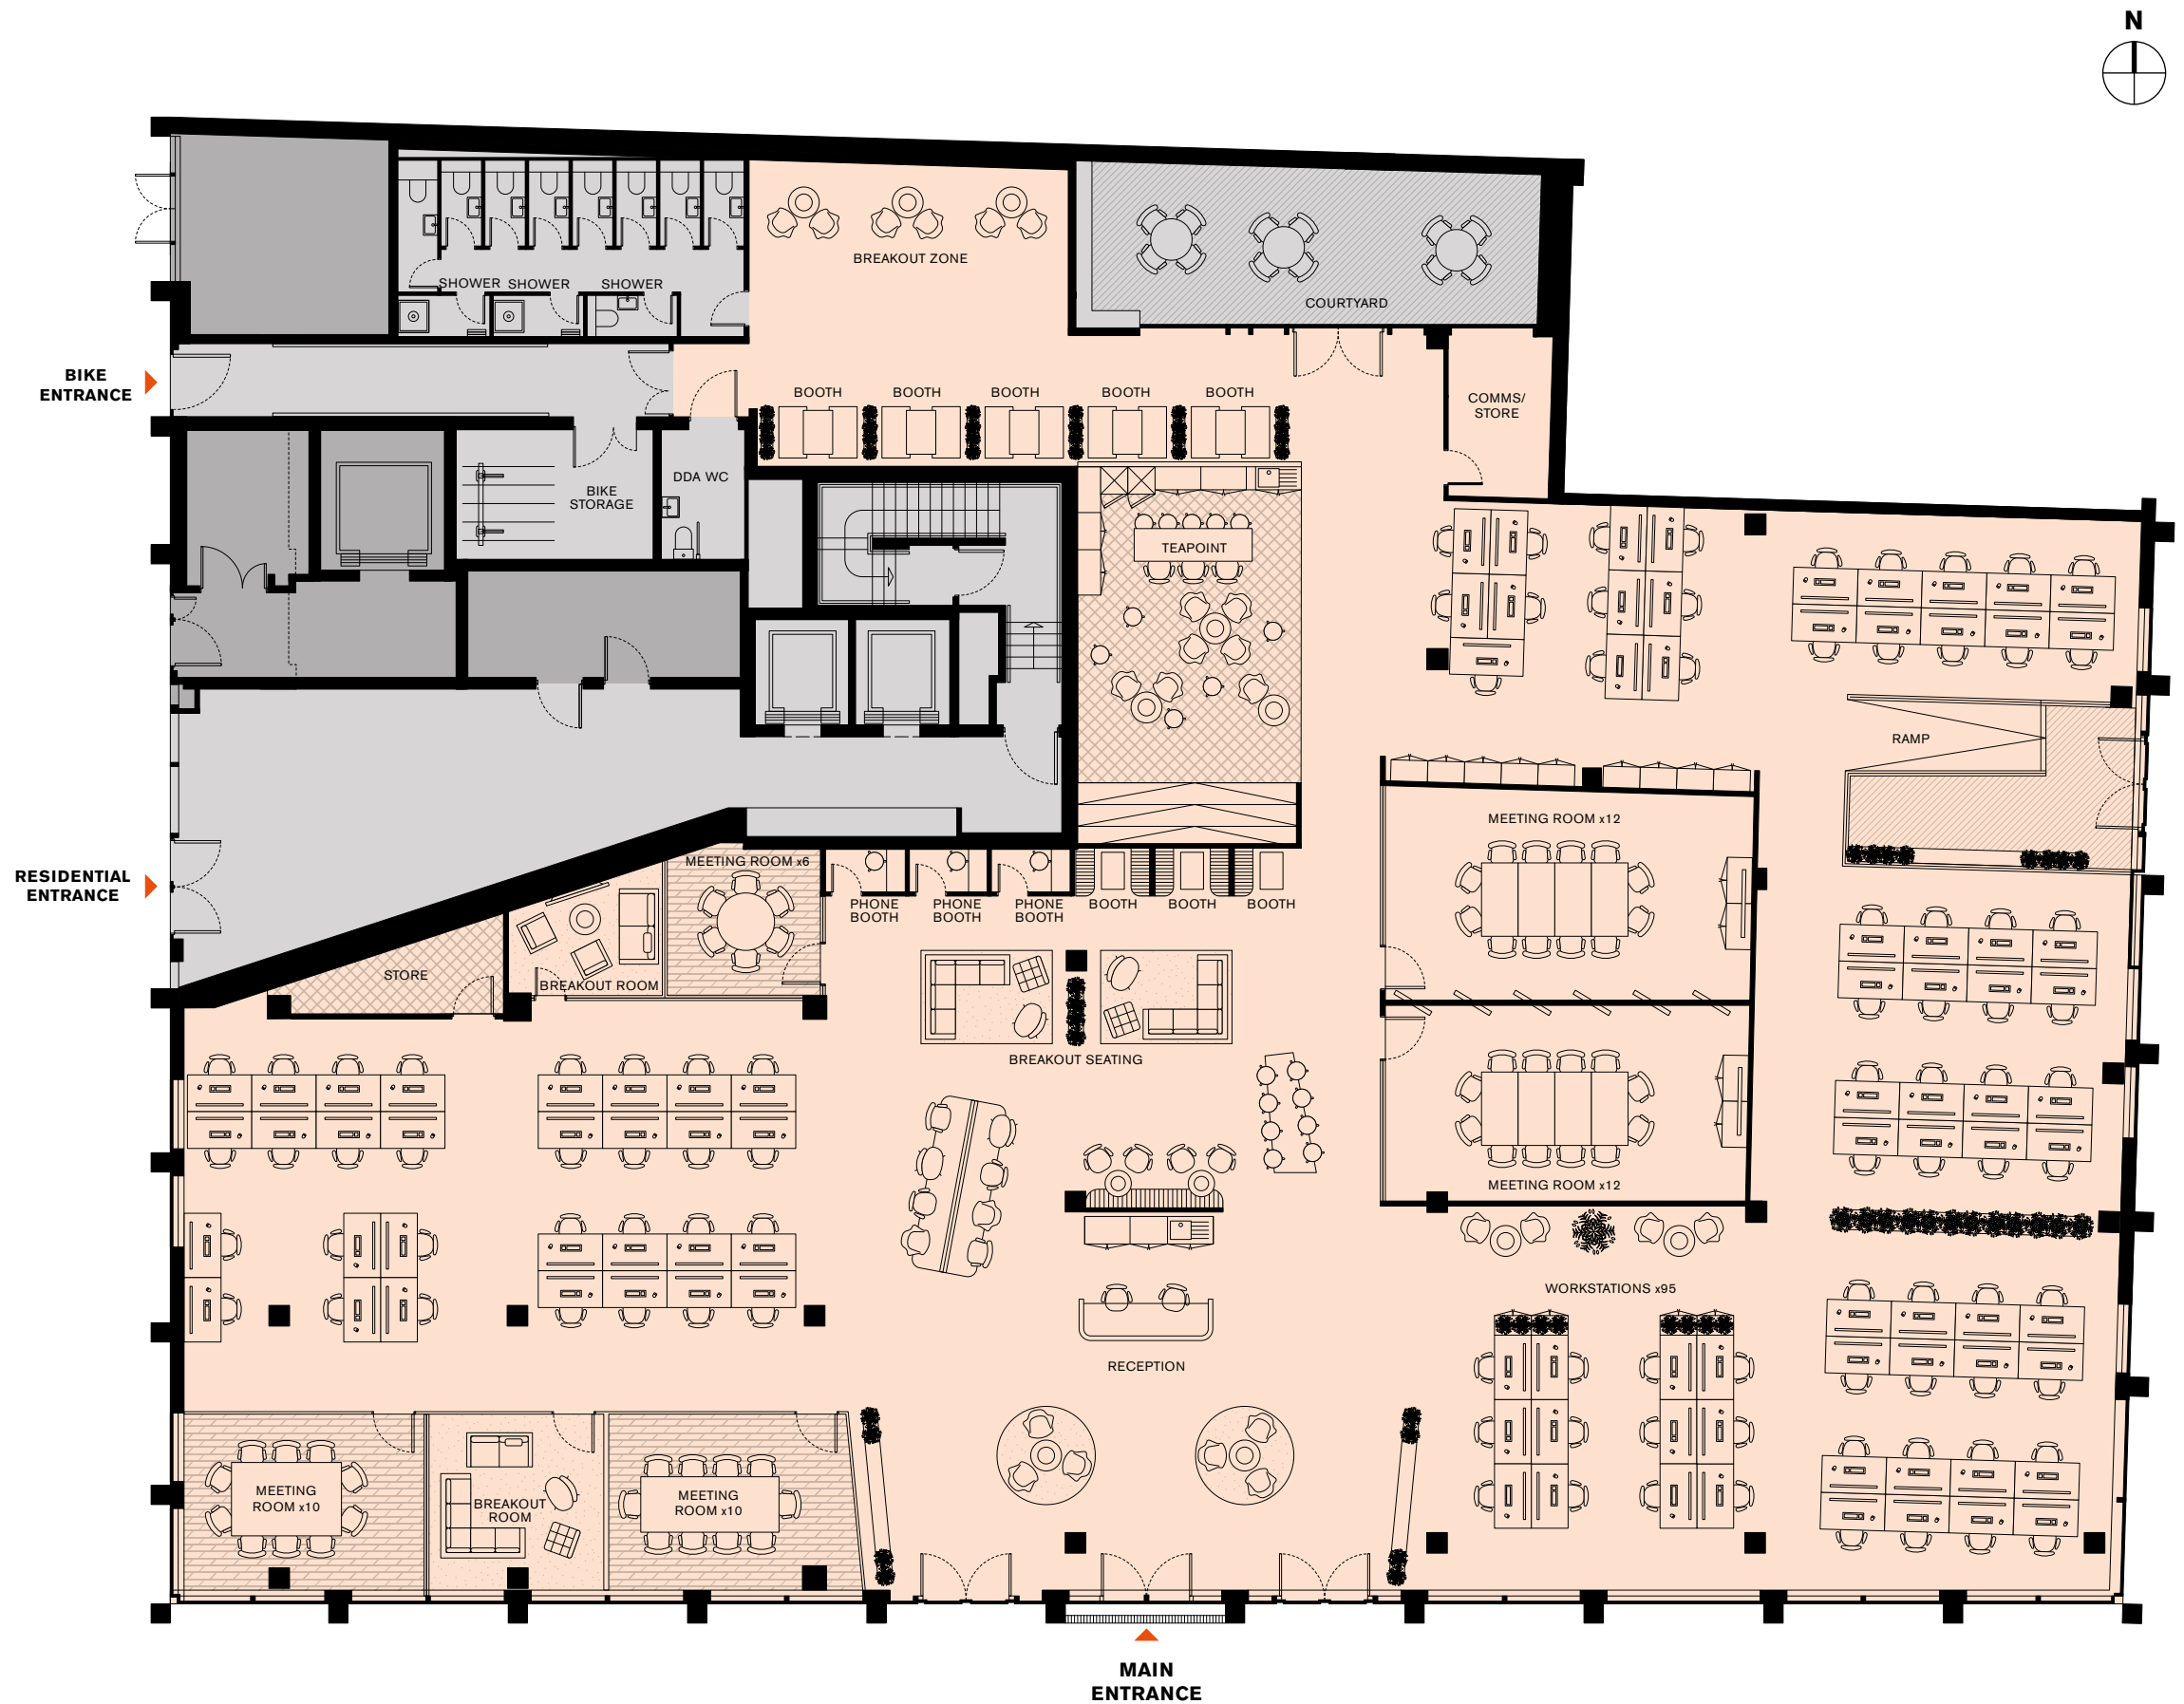 N
BREAKOUT ZONE
SHOWER
SHOWER
SHOWER
COURTYARD
BIKE
ENTRANCE
BOOTH
BOOTH
BOOTH
BOOTH
BOOTH
COMMS/
STORE
DDA WC
BIKE
STORAGE
TEAPOINT
RAMP
MEETING ROOM x12
MEETING ROOM x6
RESIDENTIAL
ENTRANCE
PHONE
BOOTH
PHONE
BOOTH
PHONE
BOOTH
BOOTH
BOOTH
BOOTH
STORE
BREAKOUT ROOM
BREAKOUT SEATING
MEETING ROOM x12
WORKSTATIONS x95
RECEPTION
MEETING
ROOM x10
BREAKOUT
ROOM
MEETING
ROOM x10
MAIN
ENTRANCE